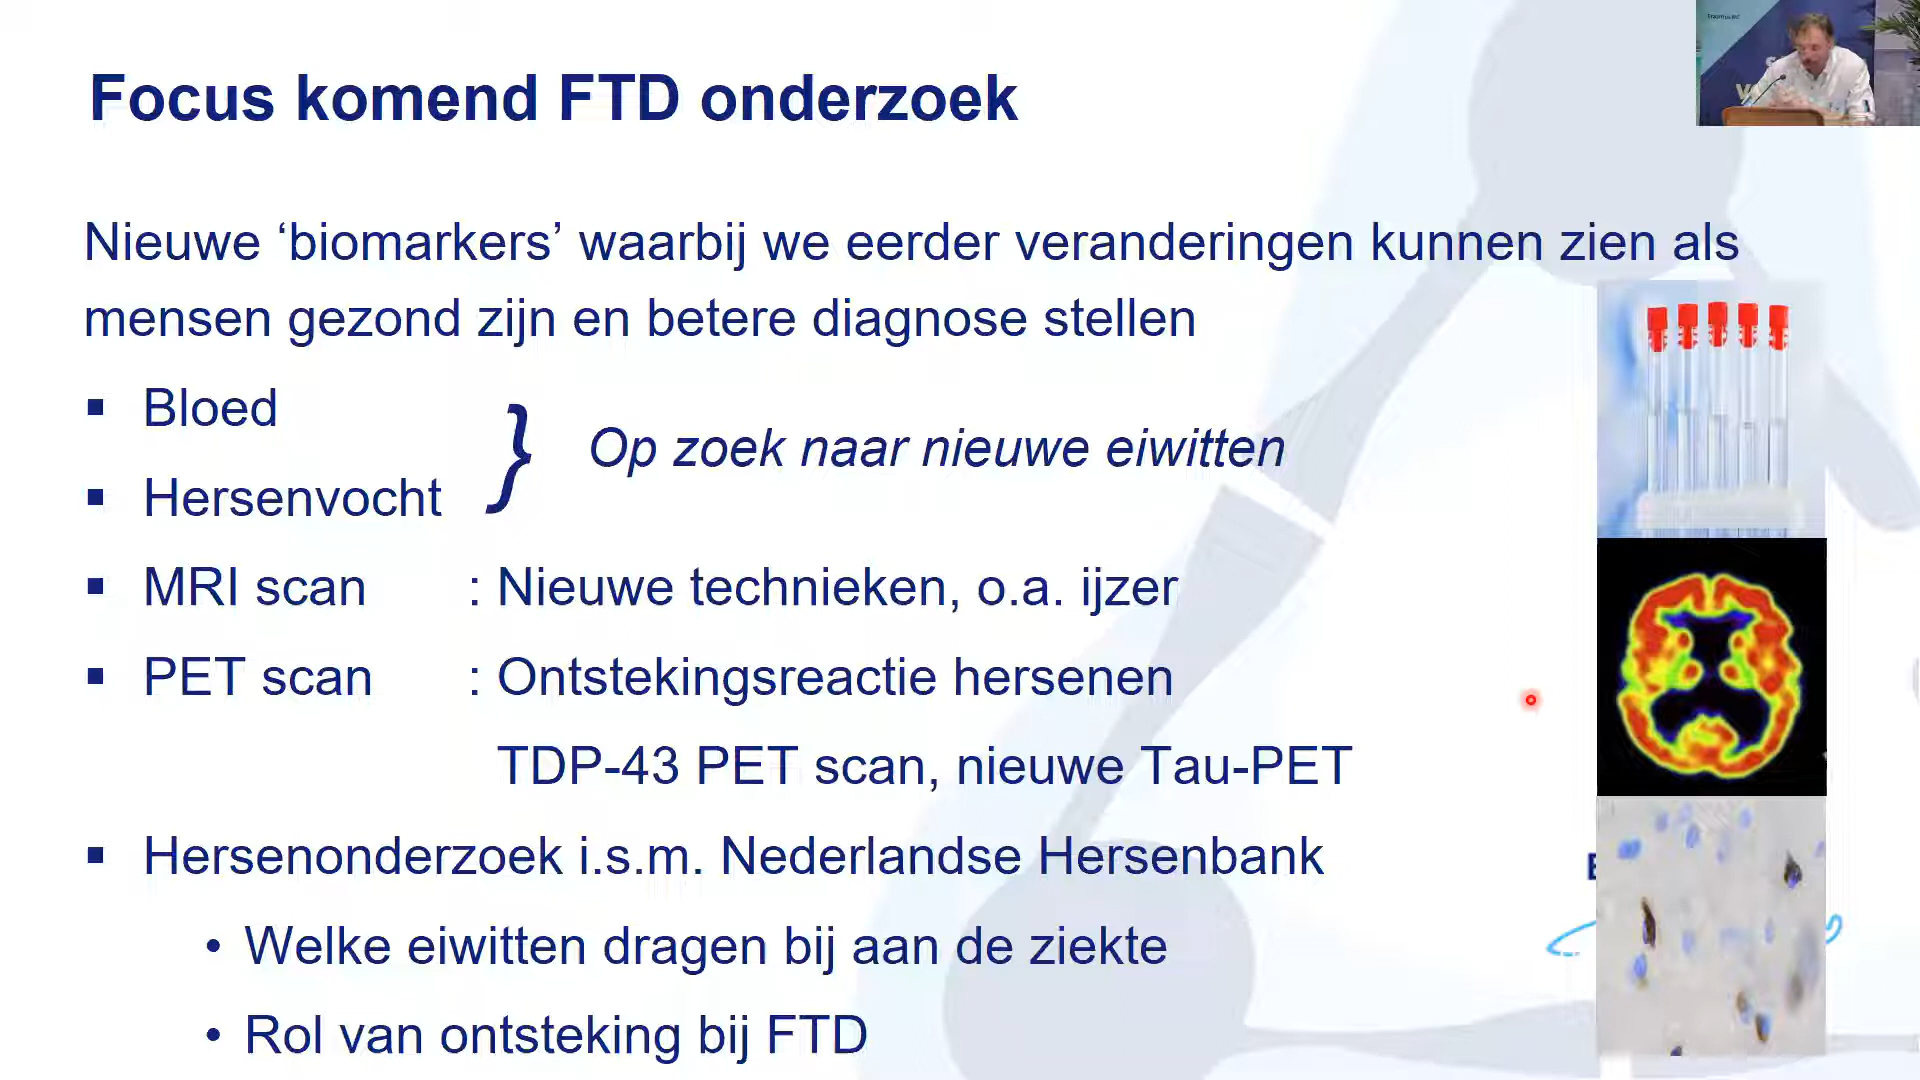 Focus komend FTD onderzoek
Nieuwe ‘biomarkers’ waarbij we eerder veranderingen kunnen zien als
mensen gezond zijn en betere diagnose stellen
▪ Bloed
} Op zoek naar nieuwe eiwitten
▪ Hersenvocht
▪ MRI scan : Nieuwe technieken, o.a. ijzer
▪ PET scan : Ontstekingsreactie hersenen
TDP-43 PET scan, nieuwe Tau-PET
▪ Hersenonderzoek i.s.m. Nederlandse Hersenbank
• Welke eiwitten dragen bij aan de ziekte
• Rol van ontsteking bij FTD